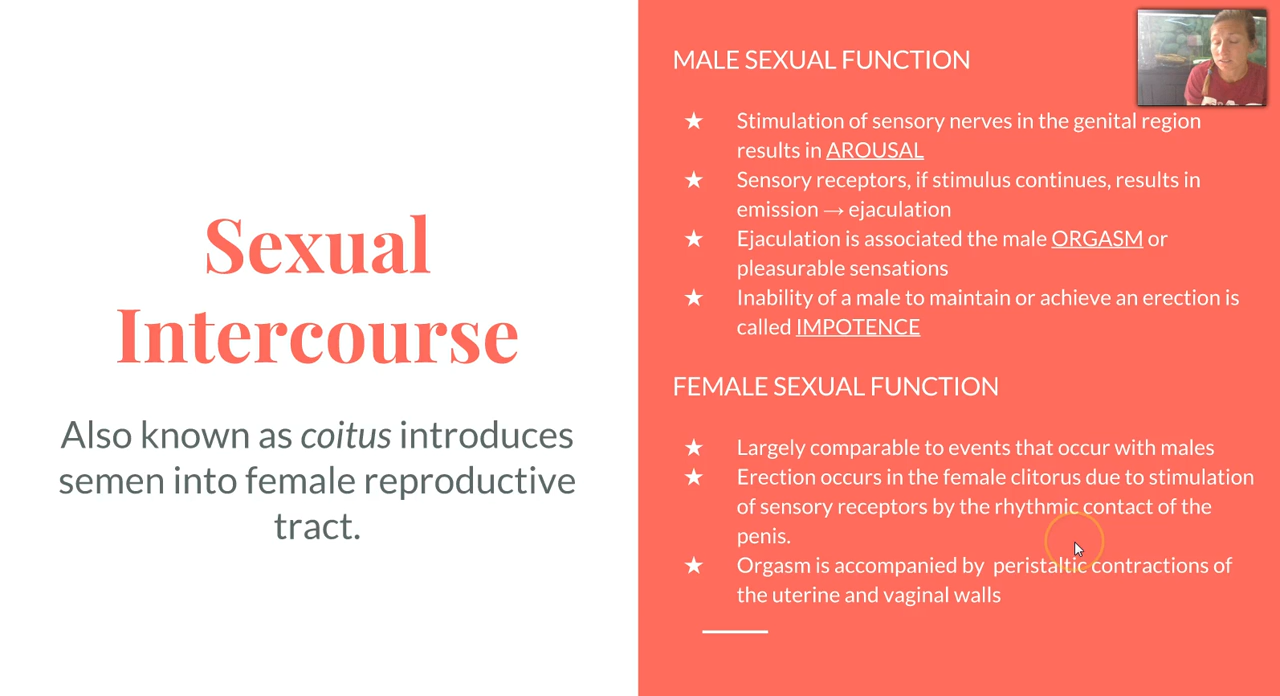 Sexual
Intercourse
Also known as coitus introduces
semen into female reproductive
tract.
MALE SEXUAL FUNCTION
★ Stimulation of sensory nerves in the genital region
results in AROUSAL
★ Sensory receptors, if stimulus continues, results in
emission → ejaculation
★ Ejaculation is associated the male ORGASM or
pleasurable sensations
★ Inability of a male to maintain or achieve an erection is
called IMPOTENCE
FEMALE SEXUAL FUNCTION
★ Largely comparable to events that occur with males
★ Erection occurs in the female clitorus due to stimulation
of sensory receptors by the rhythmic contact of the
penis.
★ Orgasm is accompanied by  peristaltic contractions of
the uterine and vaginal walls